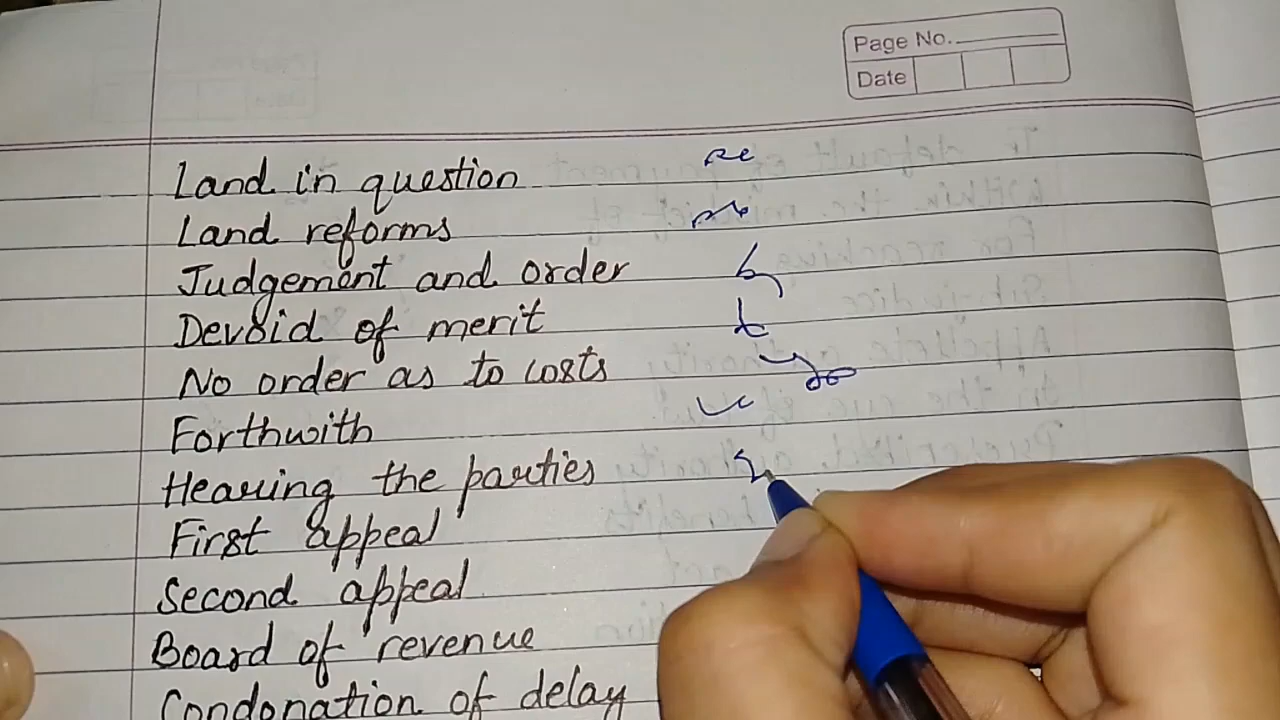 Page No.
Date
Land in question
Land reforms
Judgement and order
Devoid of merit
No order as to costs
Forthwith
Hearing the parties
First appeal
Second appeal
Board of revenue
Condonation of delay